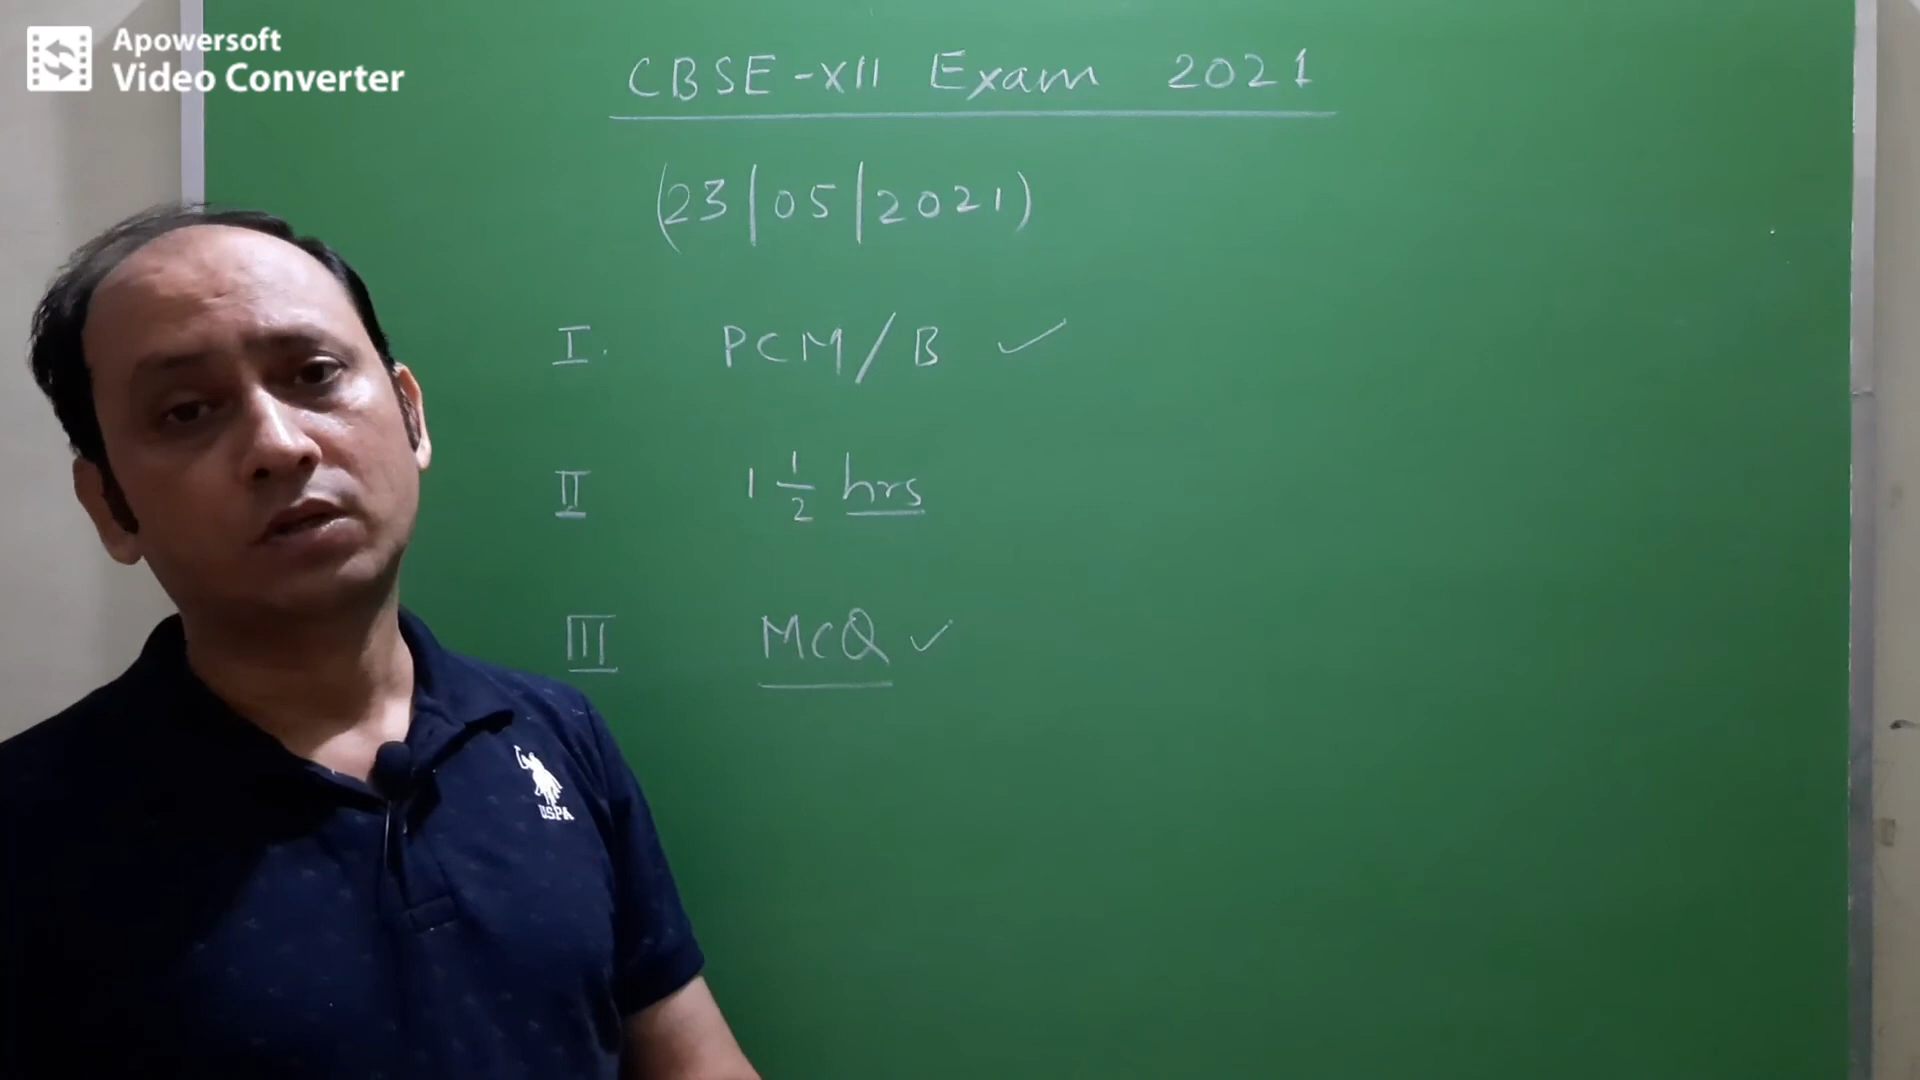 Apowersoft
Video Converter
CBSE-XII Exam 2021
(23/05/2021)
I. PCM/B ✓
II 1 1/2 hrs
III MCQ ✓
USPA